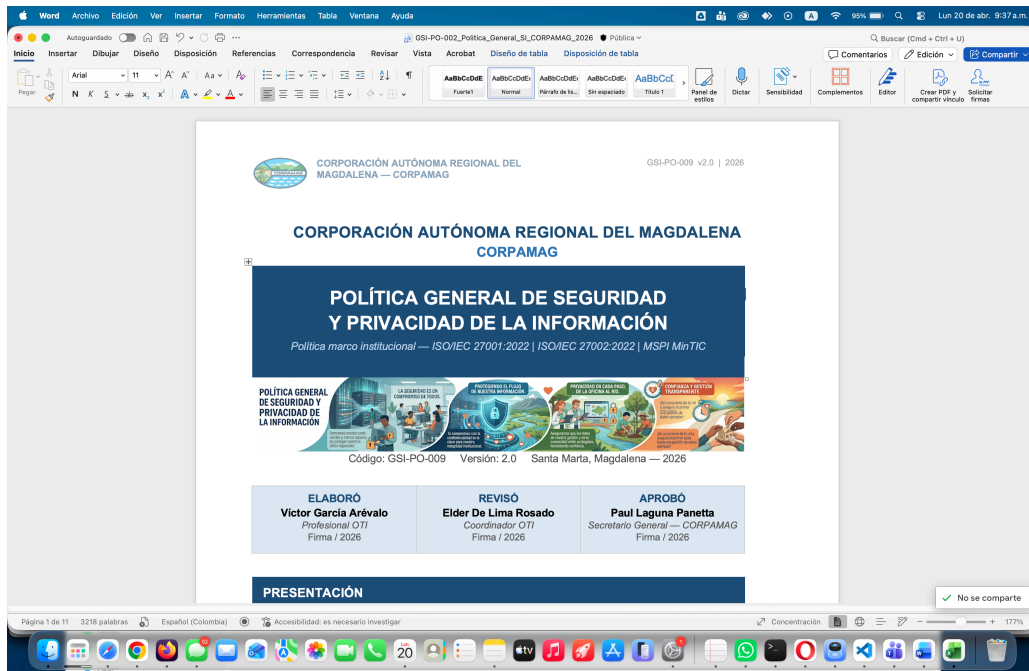 Word Archivo Edición Ver Insertar Formato Herramientas Tabla Ventana Ayuda
95% Lun 20 de abr. 9:37 a.m.
Autoguardado GSI-PO-002_Politica_General_SI_CORPAMAG_2026 Pública Buscar (Cmd + Ctrl + U)
Inicio Insertar Dibujar Diseño Disposición Referencias Correspondencia Revisar Vista Acrobat Diseño de tabla Disposición de tabla Comentarios Edición Compartir
Pegar Arial 11 AaBbCcDdE AaBbCcDdE AaBbCcDdE AaBbCcDdE AaBbCcD
N K S ab
Fuerte1 Normal Párrafo de lis... Sin espaciado Título 1
Panel de estilos Dictar Sensibilidad Complementos Editor Crear PDF y compartir vínculo Solicitar firmas
CORPORACIÓN AUTÓNOMA REGIONAL DEL
MAGDALENA — CORPAMAG
GSI-PO-009 v2.0 | 2026
CORPORACIÓN AUTÓNOMA REGIONAL DEL MAGDALENA
CORPAMAG
POLÍTICA GENERAL DE SEGURIDAD
Y PRIVACIDAD DE LA INFORMACIÓN
Política marco institucional — ISO/IEC 27001:2022 | ISO/IEC 27002:2022 | MSPI MinTIC
POLÍTICA GENERAL
DE SEGURIDAD Y
PRIVACIDAD DE
LA INFORMACIÓN
LA SEGURIDAD ES UN
COMPROMISO DE TODOS.
PROTEGIENDO EL FLUJO
DE NUESTRA INFORMACIÓN.
PRIVACIDAD EN CADA PASO,
DE LA OFICINA AL RÍO.
CONFIANZA Y GESTIÓN
TRANSPARENTE
Código: GSI-PO-009 Versión: 2.0 Santa Marta, Magdalena — 2026
ELABORÓ
Víctor García Arévalo
Profesional OTI
Firma / 2026
REVISÓ
Elder De Lima Rosado
Coordinador OTI
Firma / 2026
APROBÓ
Paul Laguna Panetta
Secretario General — CORPAMAG
Firma / 2026
PRESENTACIÓN
No se comparte
Página 1 de 11 3218 palabras Español (Colombia) Accesibilidad: es necesario investigar Concentración 177%
52
20
tv
1